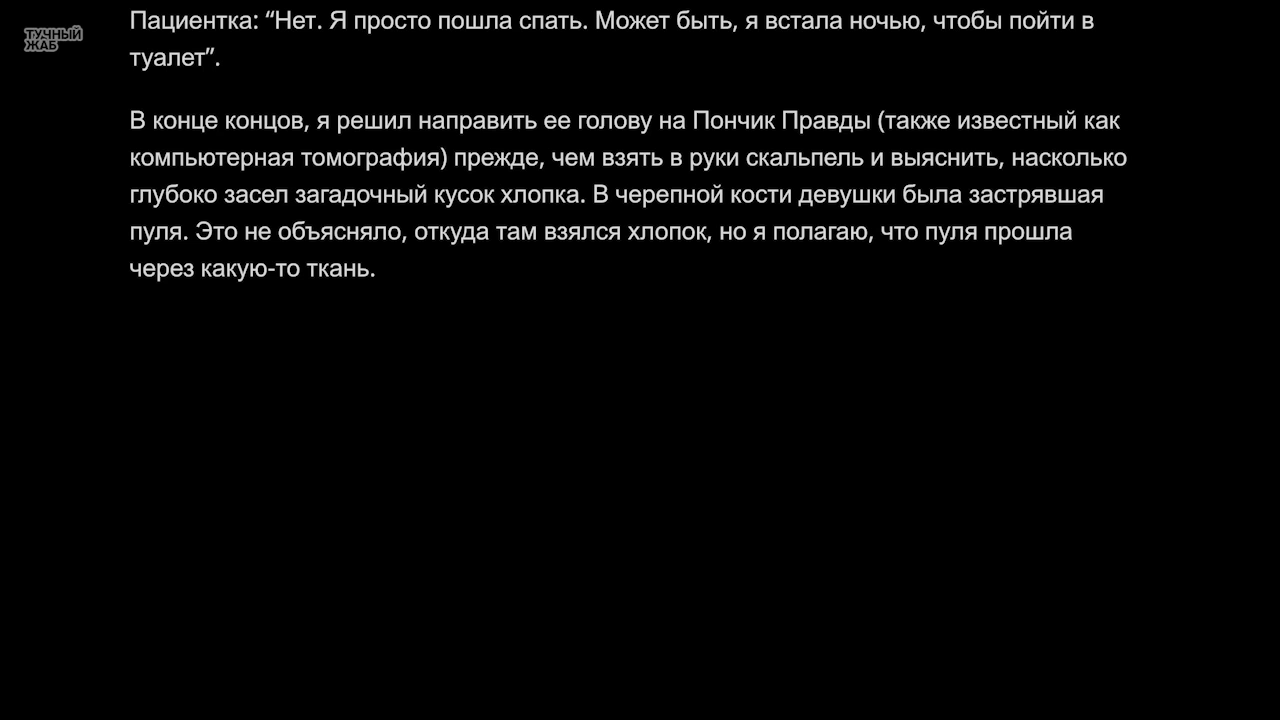 ТУЧНЫЙ
ЖАБ
Пациентка: “Нет. Я просто пошла спать. Может быть, я встала ночью, чтобы пойти в
туалет”.
В конце концов, я решил направить ее голову на Пончик Правды (также известный как
компьютерная томография) прежде, чем взять в руки скальпель и выяснить, насколько
глубоко засел загадочный кусок хлопка. В черепной кости девушки была застрявшая
пуля. Это не объясняло, откуда там взялся хлопок, но я полагаю, что пуля прошла
через какую-то ткань.